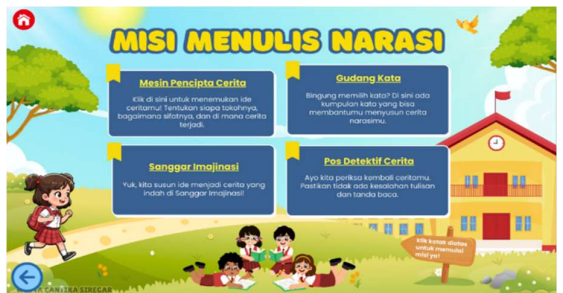 MISI MENULIS NARASI
Mesin Pencipta Cerita
Klik di sini untuk menemukan ide
ceritamu! Tentukan siapa tokohnya,
bagaimana sifatnya, dan di mana cerita
terjadi.
Gudang Kata
Bingung memilih kata? Di sini ada
kumpulan kata yang bisa
membantumu menyusun cerita
narasimu.
Sanggar Imajinasi
Yuk, kita susun ide menjadi cerita yang
indah di Sanggar Imajinasi!
Pos Detektif Cerita
Ayo kita periksa kembali ceritamu.
Pastikan tidak ada kesalahan tulisan
dan tanda baca.
Klik kotak diatas
untuk memulai
misi ya!
SIREGAR